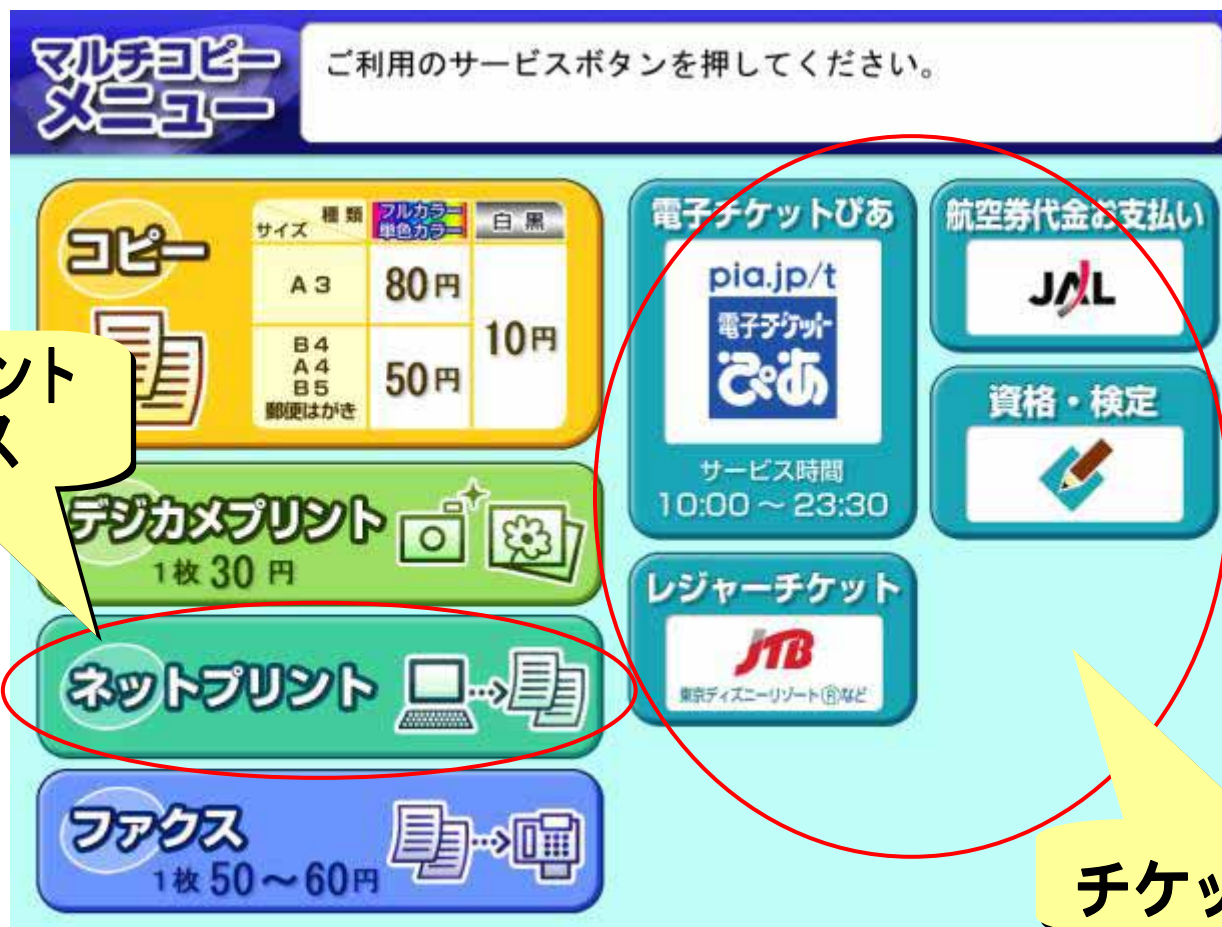 マルチコピー
メニュー
ご利用のサービスボタンを押してください。
コピー
サイズ 種類
フルカラー
単色カラー
白黒
A3
80円
10円
B4
A4
B5
郵便はがき
50円
ント
デジカメプリント
1枚 30 円
ネットプリント
ファクス
1枚 50～60円
電子チケットぴあ
pia.jp/t
電子チケット
ぴあ
サービス時間
10:00～23:30
航空券代金お支払い
JAL
資格・検定
レジャーチケット
JTB
東京ディズニーリゾート®など
チケッ